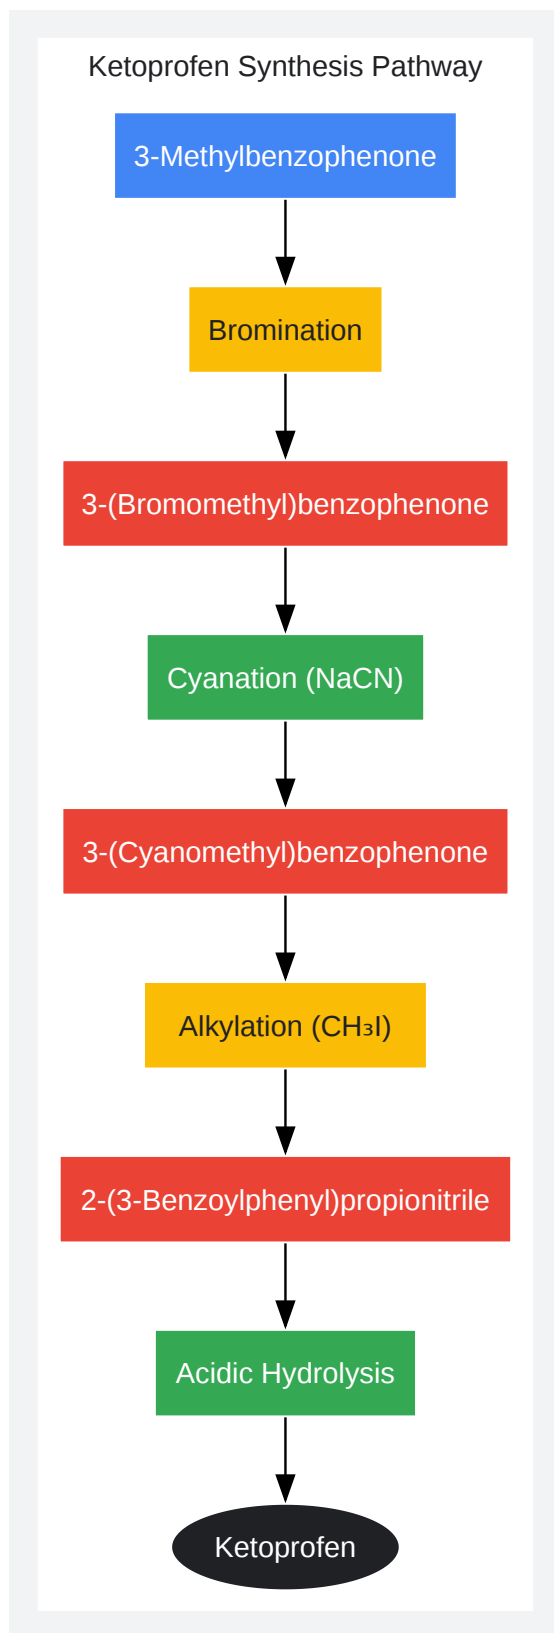 Ketoprofen Synthesis Pathway
3-Methylbenzophenone
Bromination
3-(Bromomethyl)benzophenone
Cyanation (NaCN)
3-(Cyanomethyl)benzophenone
Alkylation (CH₃I)
2-(3-Benzoylphenyl)propionitrile
Acidic Hydrolysis
Ketoprofen